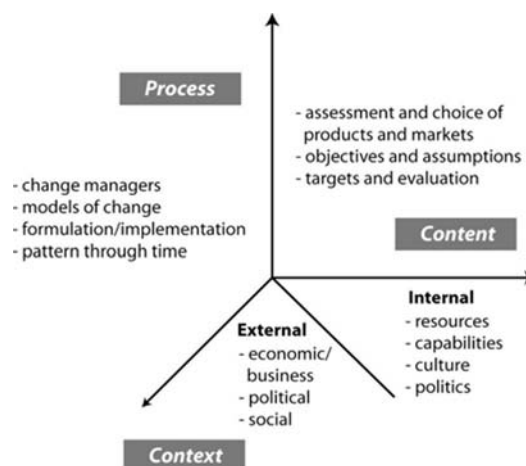 Process
- change managers
- models of change
- formulation/implementation
- pattern through time
- assessment and choice of
products and markets
- objectives and assumptions
- targets and evaluation
Content
Internal
- resources
- capabilities
- culture
- politics
External
- economic/
business
- political
- social
Context